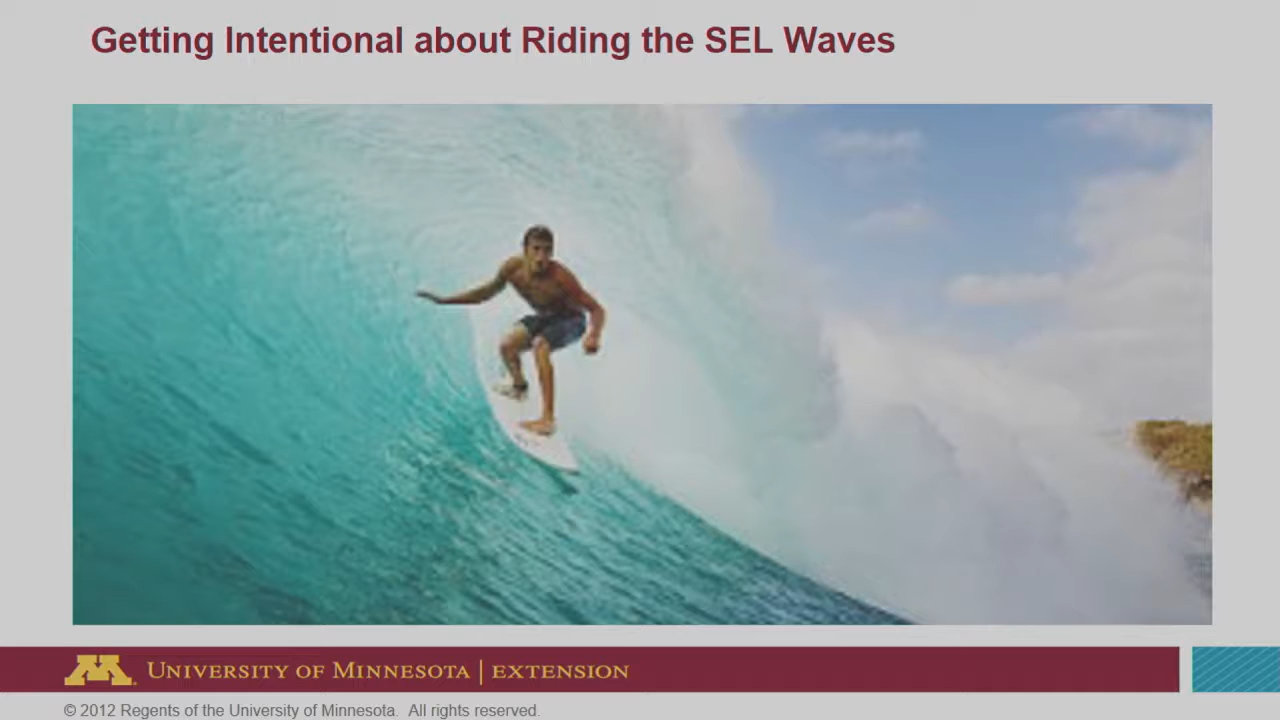 Getting Intentional about Riding the SEL Waves
M
UNIVERSITY OF MINNESOTA | EXTENSION
© 2012 Regents of the University of Minnesota. All rights reserved.